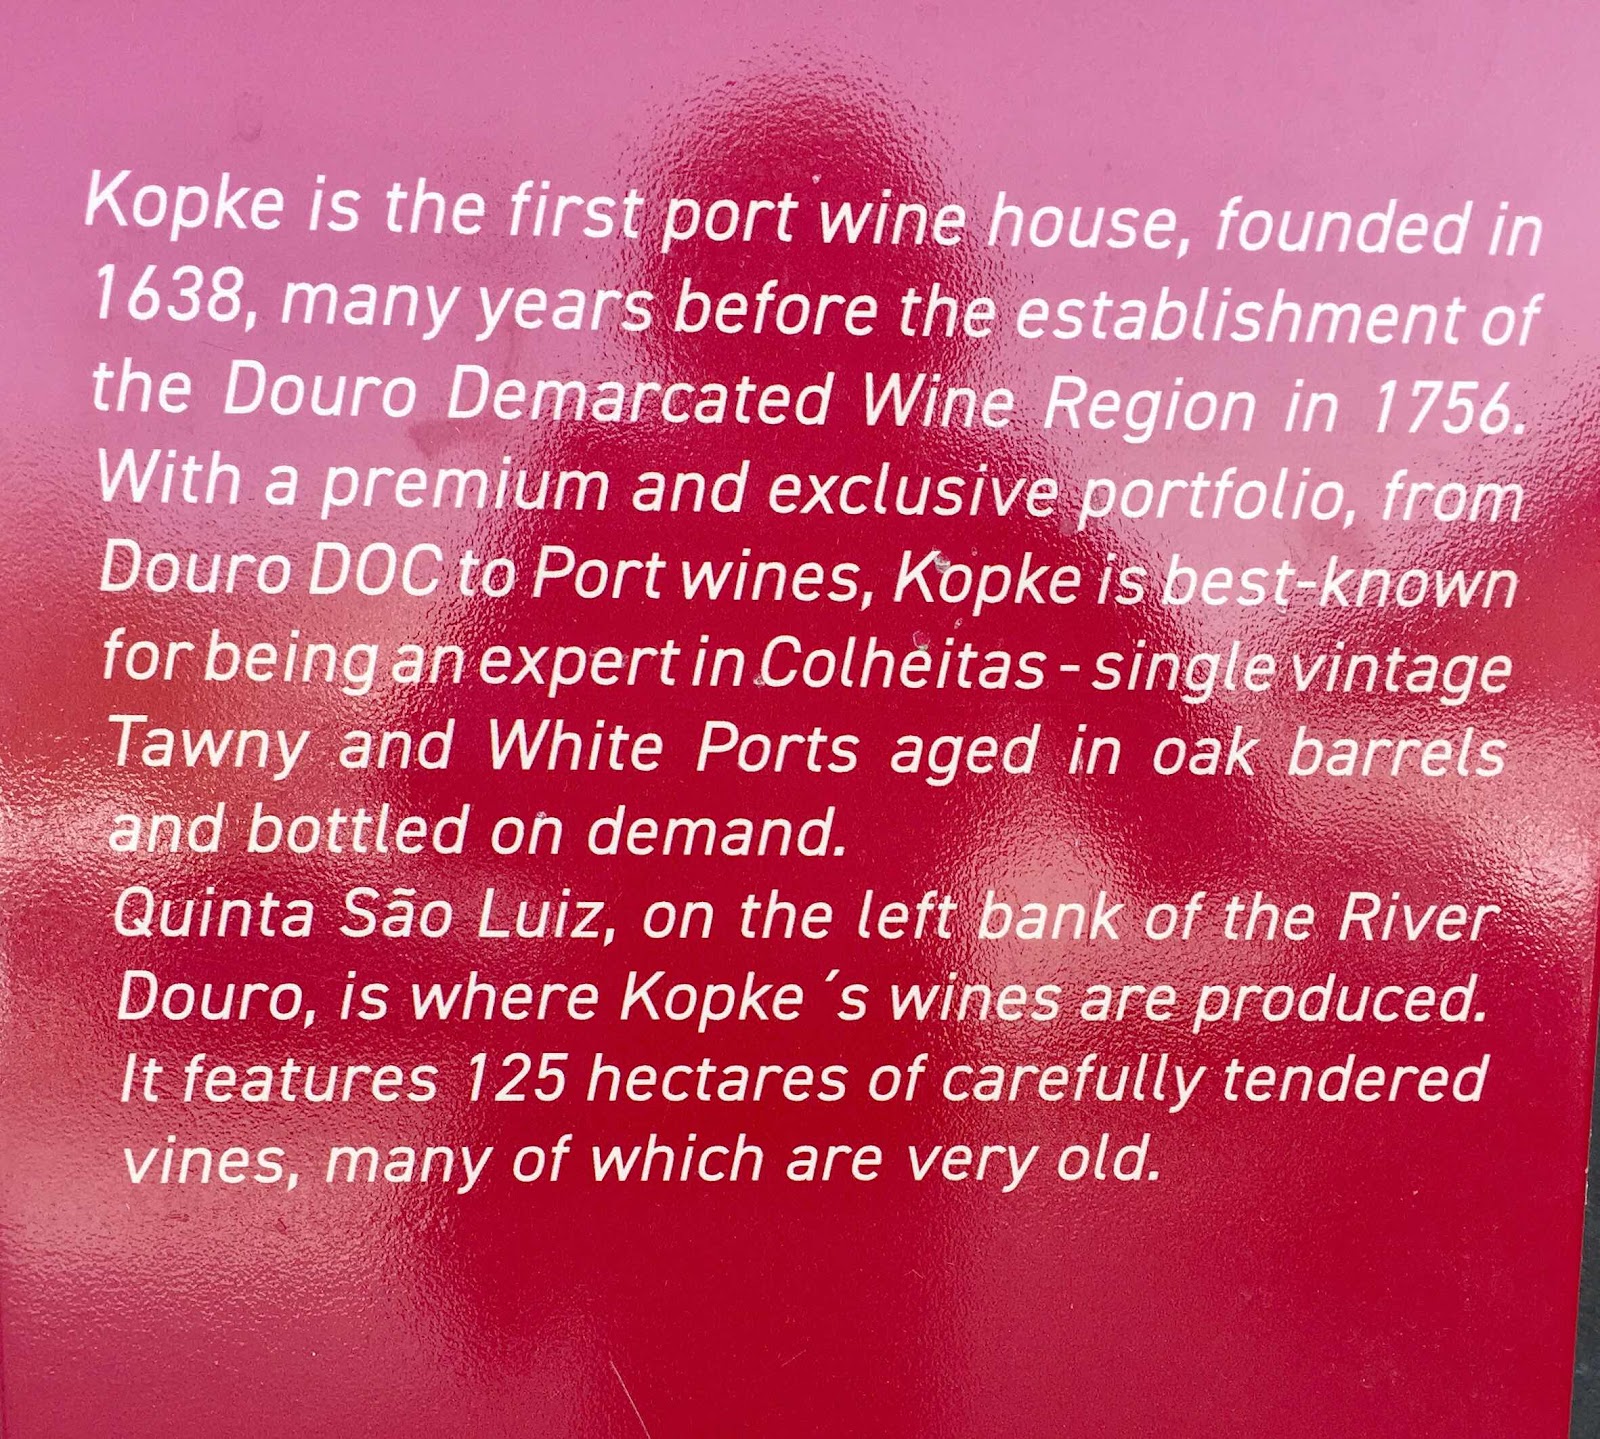 Kopke is the first port wine house, founded in
1638, many years before the establishment of
the Douro Demarcated Wine Region in 1756.
With a premium and exclusive portfolio, from
Douro DOC to Port wines, Kopke is best-known
for being an expert in Colheitas - single vintage
Tawny and White Ports aged in oak barrels
and bottled on demand.
Quinta São Luiz, on the left bank of the River
Douro, is where Kopke´s wines are produced.
It features 125 hectares of carefully tendered
vines, many of which are very old.